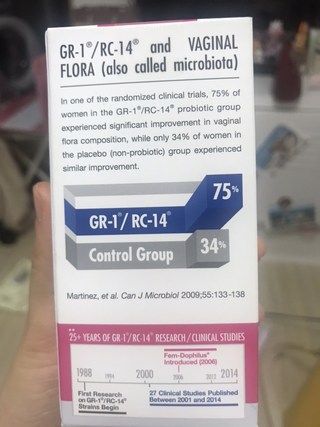 GR-1®/RC-14® and VAGINAL
FLORA (also called microbiota)
In one of the randomized clinical trials, 75% of
women in the GR-1®/RC-14® probiotic group
experienced significant improvement in vaginal
flora composition, while only 34% of women in
the placebo (non-probiotic) group experienced
similar improvement.
75%
GR-1®/ RC-14®
34%
Control Group
Martinez, et al. Can J Microbiol 2009;55:133-138
**
25+ YEARS OF GR-1®/RC-14® RESEARCH/CLINICAL STUDIES
Fem-Dophilus®
Introduced (2006)
1988
2000
2014
First Research
on GR-1®/RC-14®
Strains Begin
27 Clinical Studies Published
Between 2001 and 2014